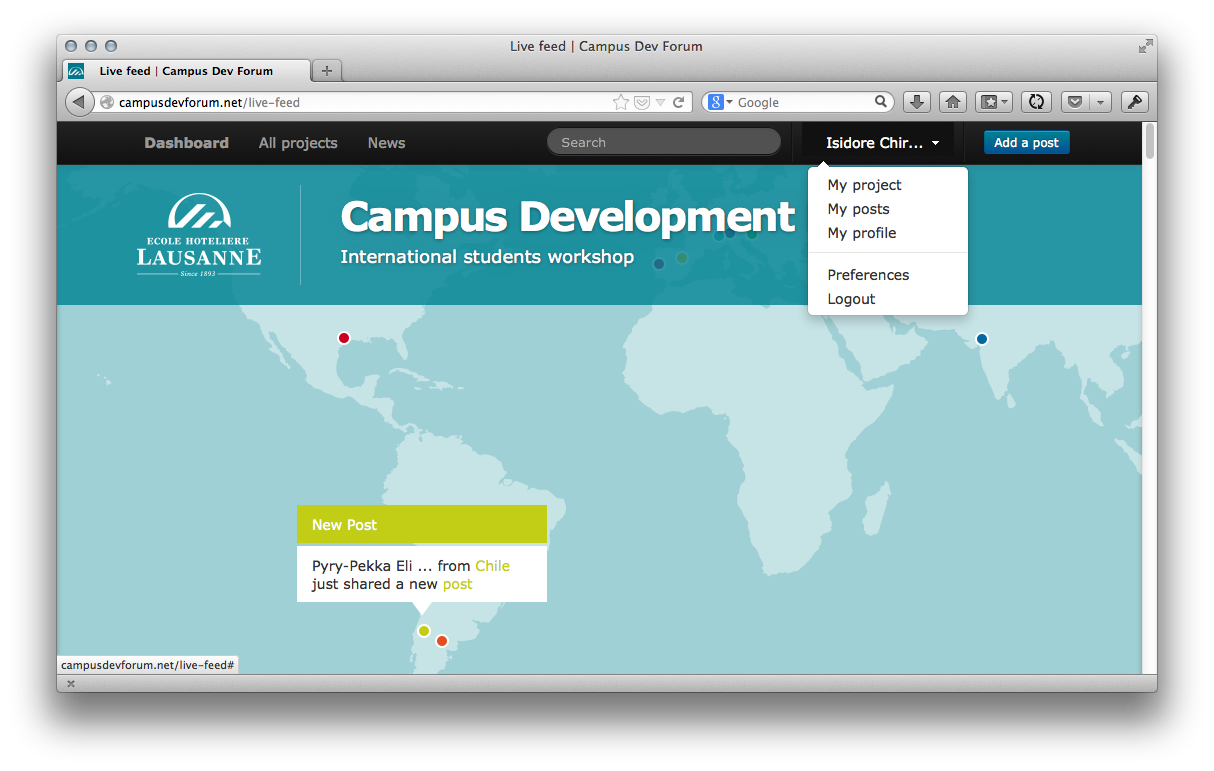 Live feed | Campus Dev Forum
Live feed | Campus Dev Forum
campusdevforum.net/live-feed
Google
Dashboard All projects News Search Isidore Chir... Add a post
My project
My posts
My profile
Preferences
Logout
ECOLE HOTELIERE
LAUSANNE
Since 1893
Campus Development
International students workshop
New Post
Pyry-Pekka Eli ... from Chile
just shared a new post
campusdevforum.net/live-feed#